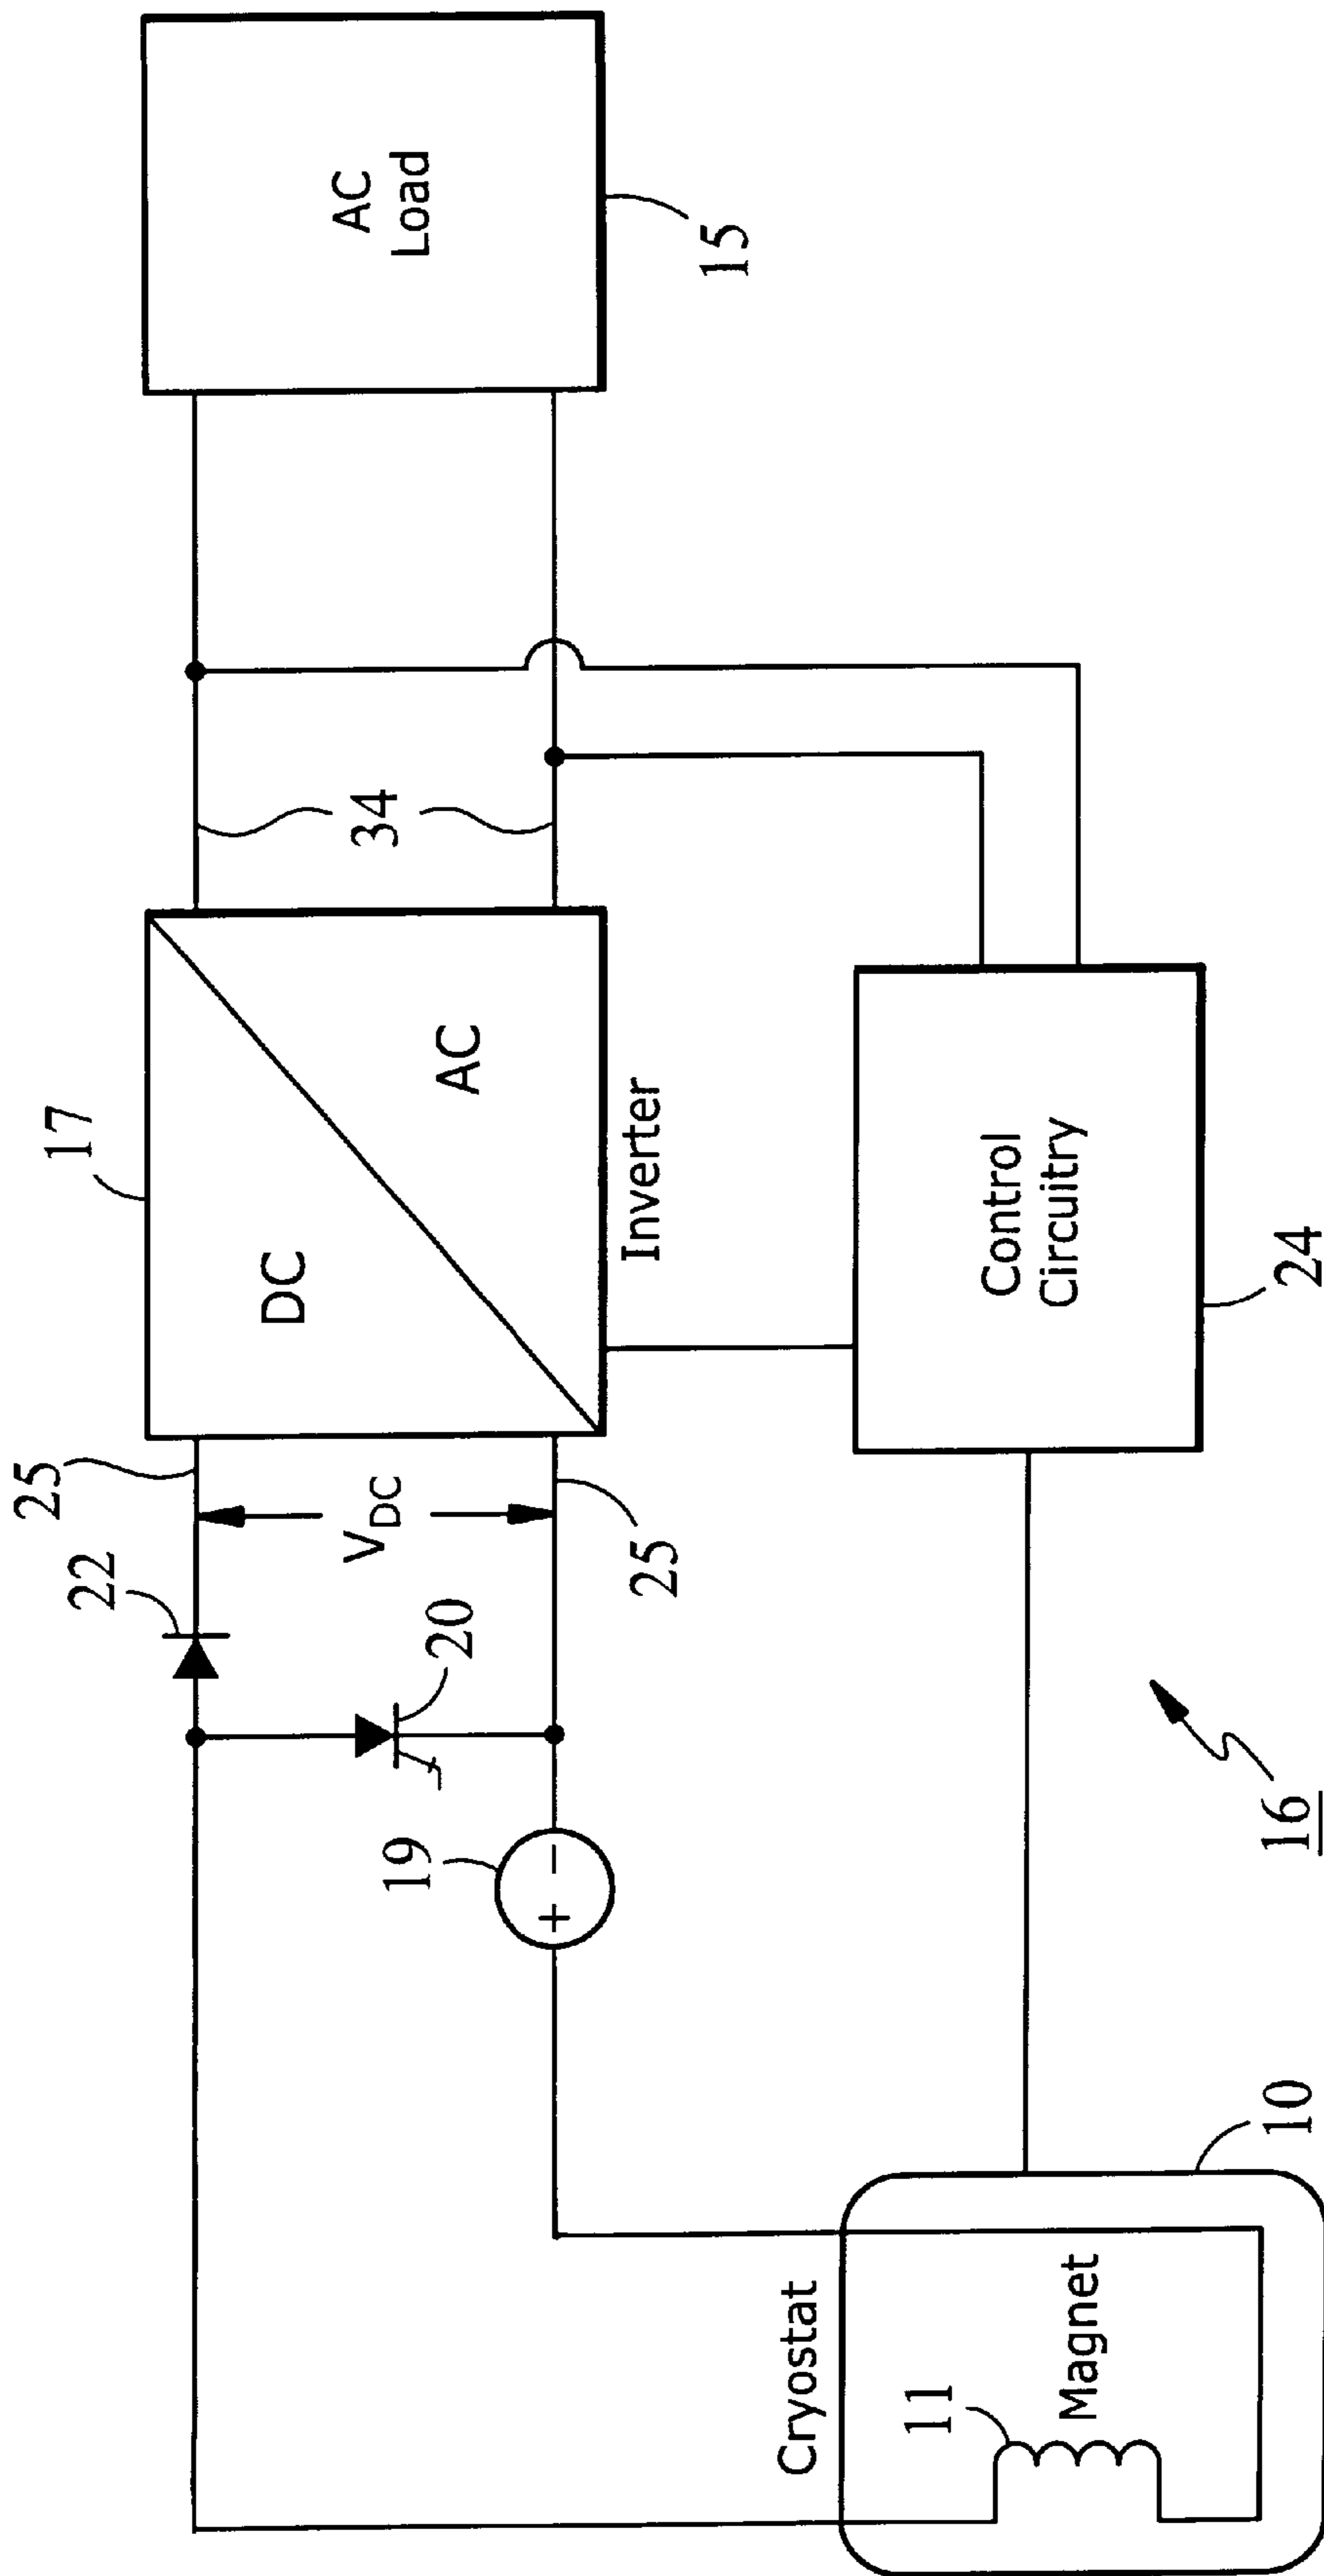 17
25
22
DC
AC
34
AC
Load
V_DC
20
19
25
Inverter
15
Cryostat
11
Magnet
Control
Circuitry
10
16
24
+
-